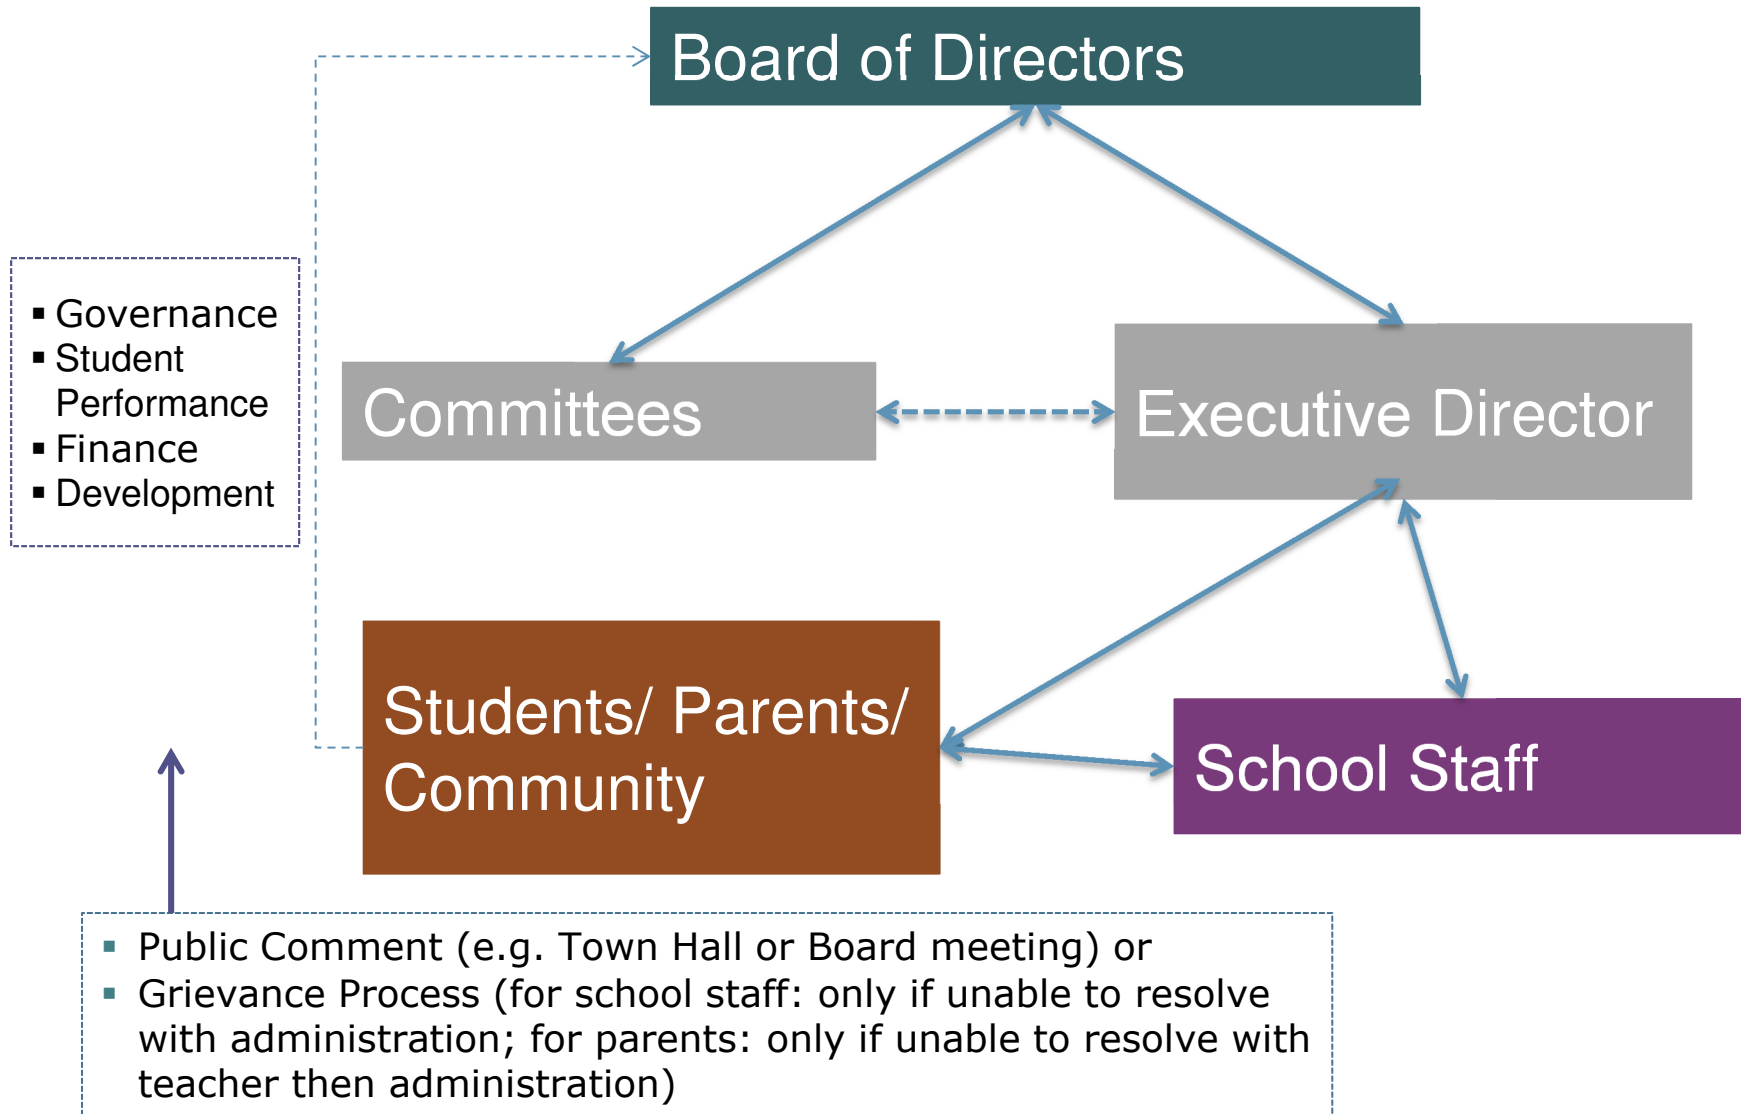 Board of Directors
▪ Governance
▪ Student
Performance
▪ Finance
▪ Development
Committees
Executive Director
Students/ Parents/
Community
School Staff
▪ Public Comment (e.g. Town Hall or Board meeting) or
▪ Grievance Process (for school staff: only if unable to resolve
with administration; for parents: only if unable to resolve with
teacher then administration)